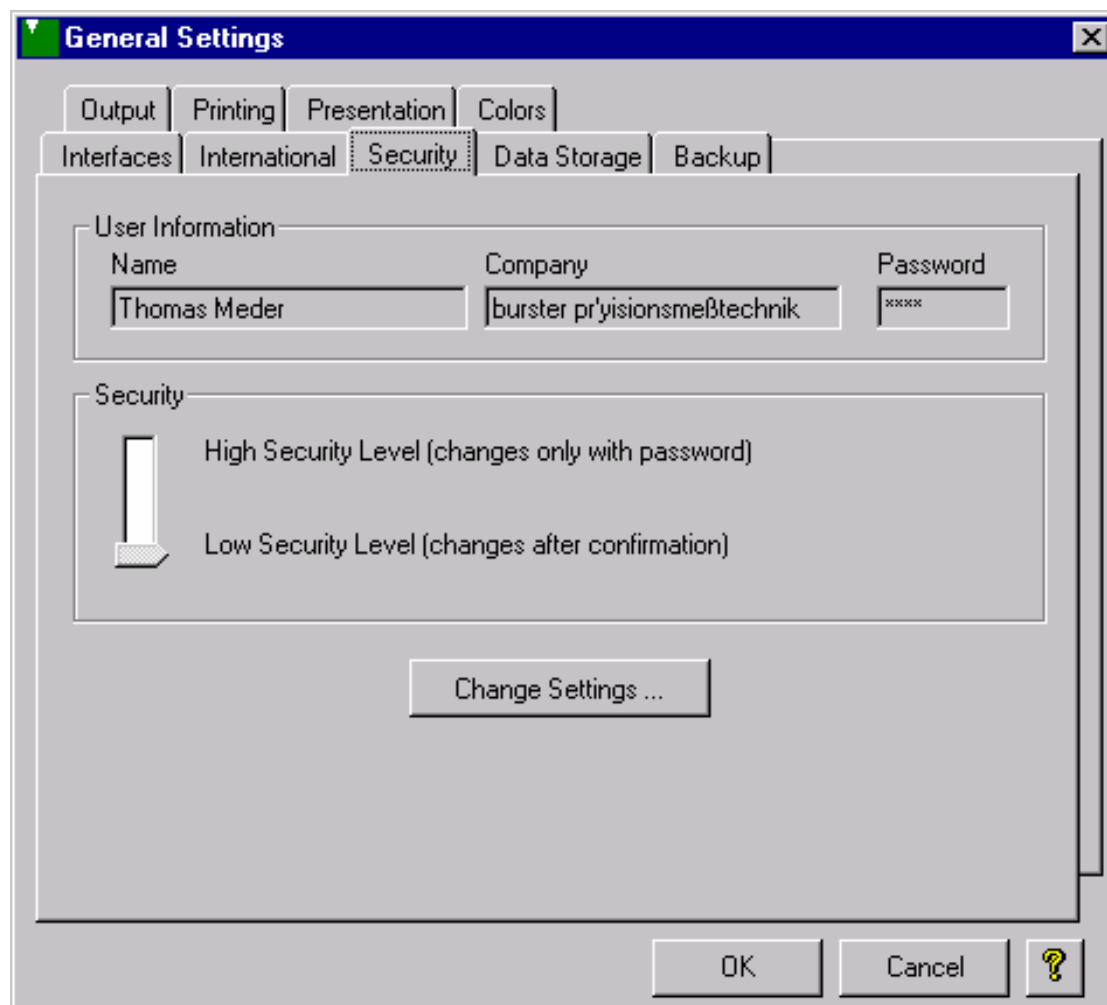 General Settings
Output Printing Presentation Colors
Interfaces International Security Data Storage Backup
User Information
Name Company Password
Thomas Meder burster pr'yisionsmeßtechnik ****
Security
High Security Level (changes only with password)
Low Security Level (changes after confirmation)
Change Settings ...
OK Cancel ?